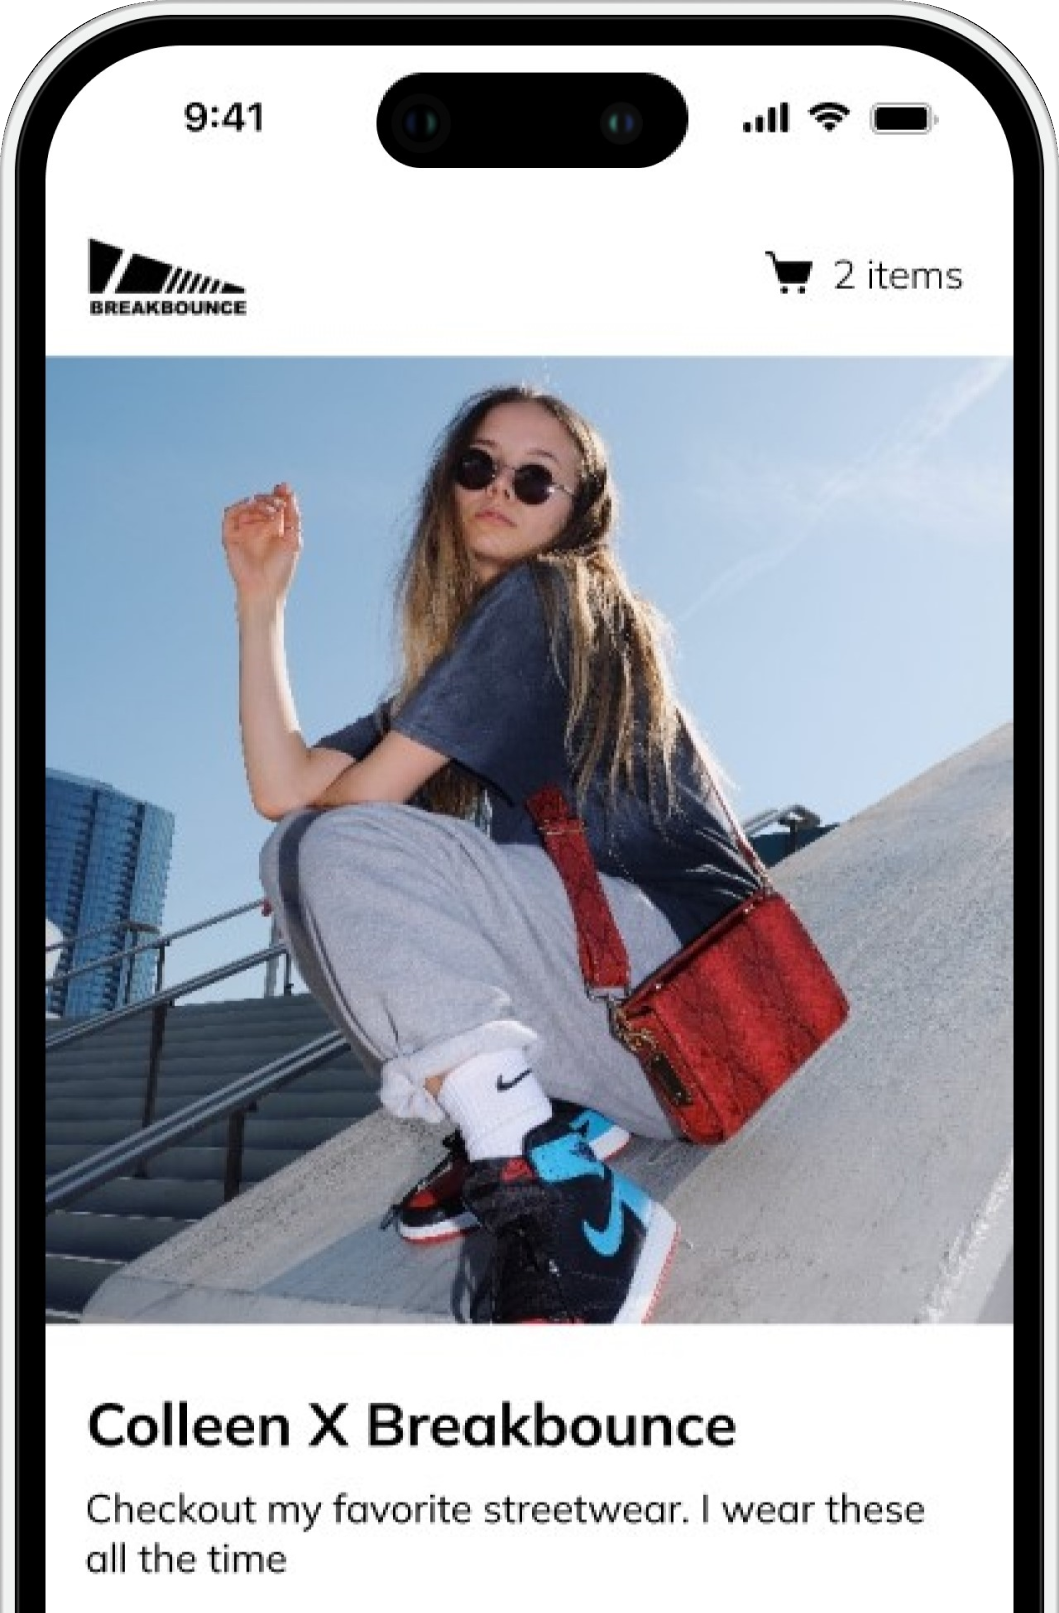 9:41
BREAKBOUNCE
2 items
Colleen X Breakbounce
Checkout my favorite streetwear. I wear these
all the time